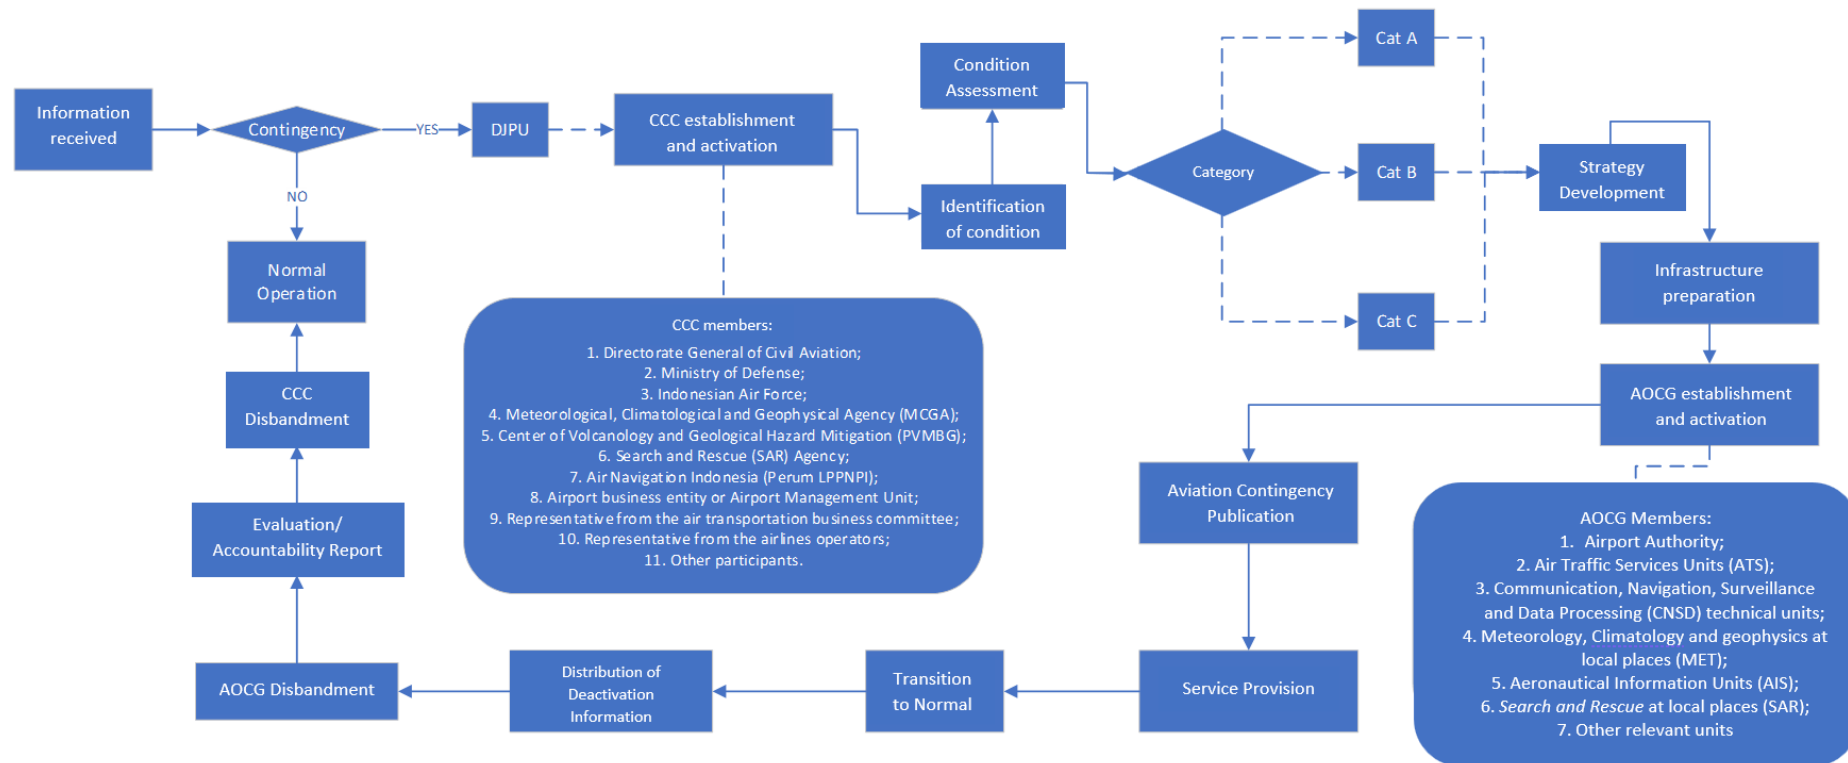 Information
received
Contingency
YES
DJPU
NO
CCC establishment
and activation
Identification
of condition
Condition
Assessment
Category
Cat A
Cat B
Cat C
Strategy
Development
Infrastructure
preparation
AOCG establishment
and activation
AOCG Members:
1. Airport Authority;
2. Air Traffic Services Units (ATS);
3. Communication, Navigation, Surveillance
and Data Processing (CNSD) technical units;
4. Meteorology, Climatology and geophysics at
local places (MET);
5. Aeronautical Information Units (AIS);
6. Search and Rescue at local places (SAR);
7. Other relevant units
CCC members:
1. Directorate General of Civil Aviation;
2. Ministry of Defense;
3. Indonesian Air Force;
4. Meteorological, Climatological and Geophysical Agency (MCGA);
5. Center of Volcanology and Geological Hazard Mitigation (PVMBG);
6. Search and Rescue (SAR) Agency;
7. Air Navigation Indonesia (Perum LPPNPI);
8. Airport business entity or Airport Management Unit;
9. Representative from the air transportation business committee;
10. Representative from the airlines operators;
11. Other participants.
Aviation Contingency
Publication
Service Provision
Transition
to Normal
Distribution of
Deactivation
Information
AOCG Disbandment
Evaluation/
Accountability Report
CCC
Disbandment
Normal
Operation